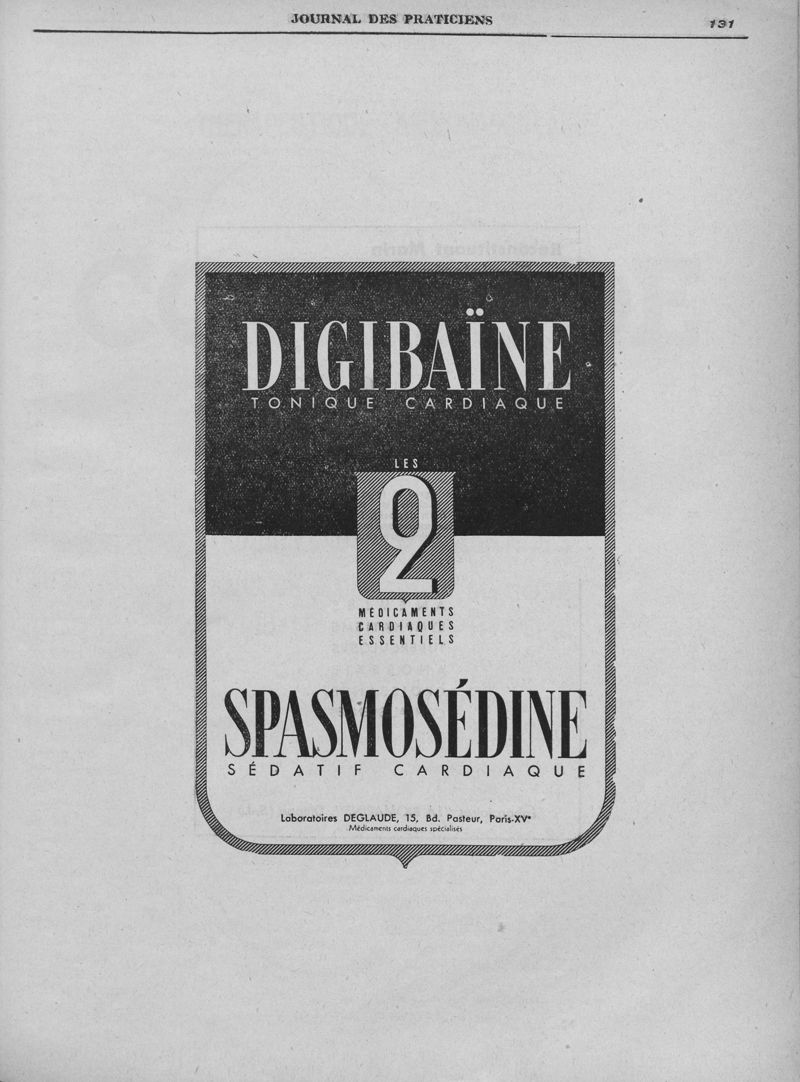 JOURNAL DES PRATICIENS
131
DIGIBAÏNE
TONIQUE CARDIAQUE
LES
2
MÉDICAMENTS
CARDIAQUES
ESSENTIELS
SPASMOSÉDINE
SÉDATIF CARDIAQUE
Laboratoires DEGLAUDE, 15, Bd. Pasteur, Paris-XVe
Médicaments cardiaques spécialisés